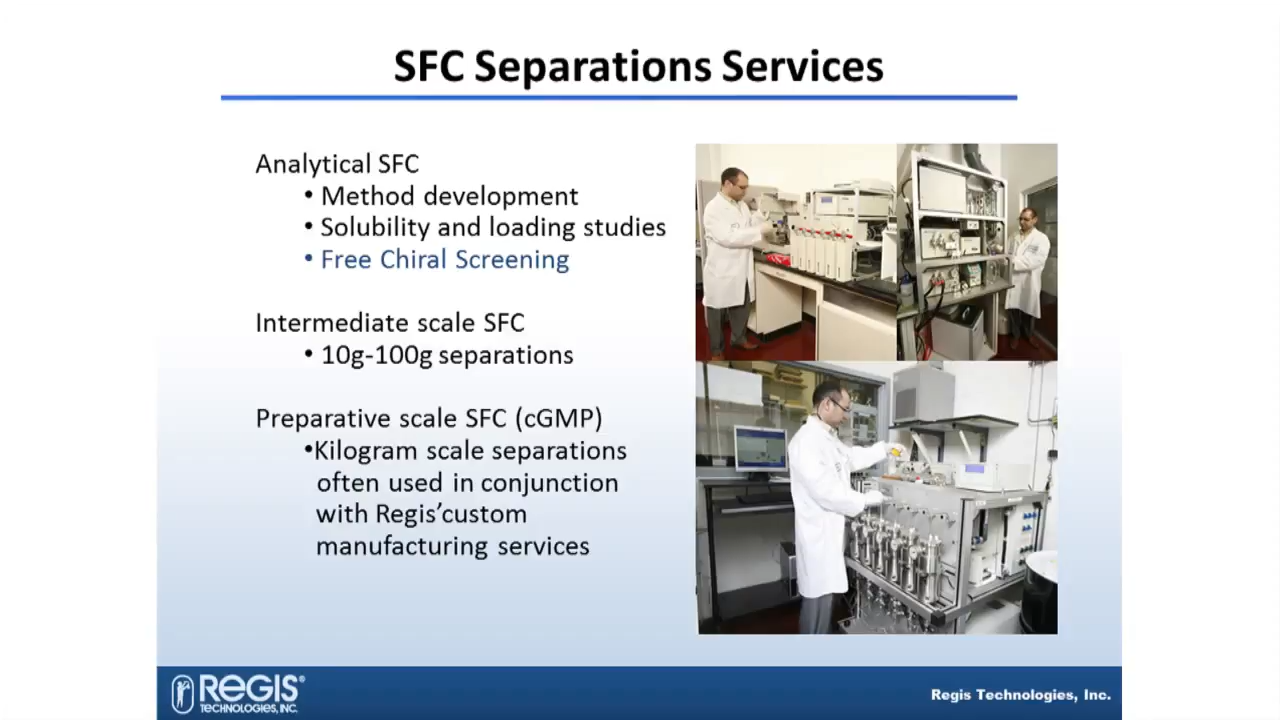 SFC Separations Services
Analytical SFC
• Method development
• Solubility and loading studies
• Free Chiral Screening
Intermediate scale SFC
• 10g-100g separations
Preparative scale SFC (cGMP)
•Kilogram scale separations
often used in conjunction
with Regis’custom
manufacturing services
REGIS®
TECHNOLOGIES, INC.
Regis Technologies, Inc.